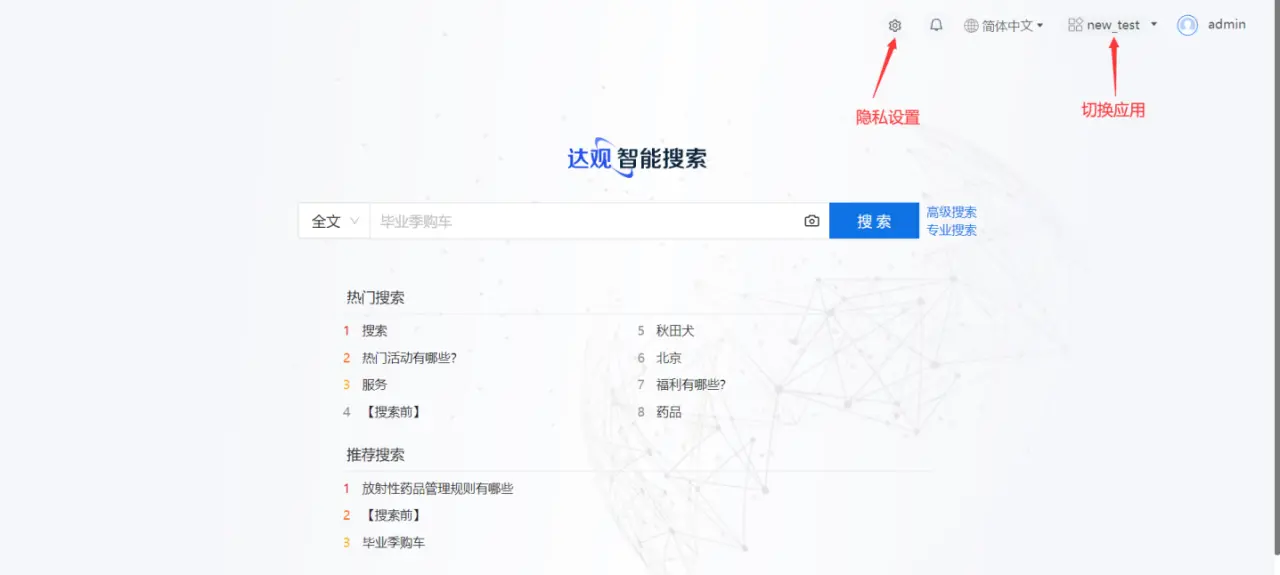 简体中文 new_test admin
隐私设置
切换应用
达观 智能搜索
全文 毕业季购车 搜索 高级搜索
专业搜索
热门搜索
1 搜索
2 热门活动有哪些?
3 服务
4 【搜索前】
5 秋田犬
6 北京
7 福利有哪些?
8 药品
推荐搜索
1 放射性药品管理规则有哪些
2 【搜索前】
3 毕业季购车